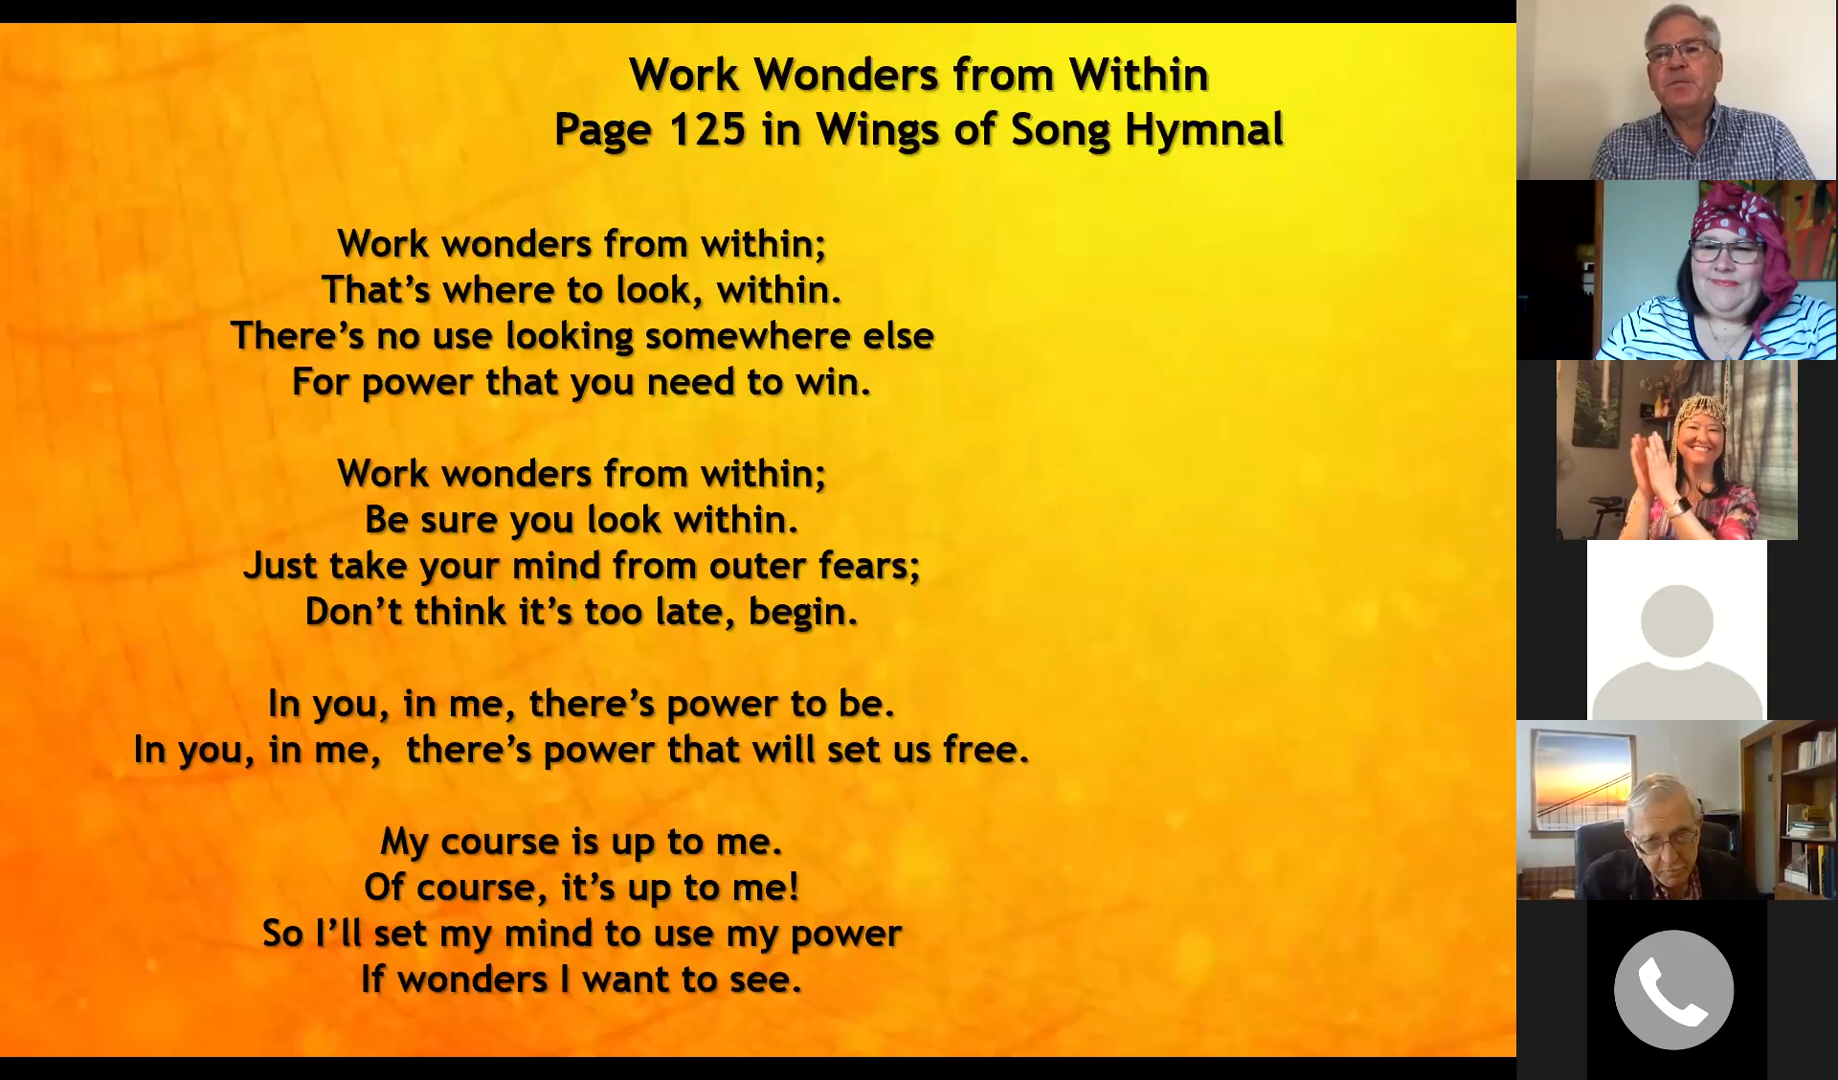 Work Wonders from Within
Page 125 in Wings of Song Hymnal
Work wonders from within;
That’s where to look, within.
There’s no use looking somewhere else
For power that you need to win.
Work wonders from within;
Be sure you look within.
Just take your mind from outer fears;
Don’t think it’s too late, begin.
In you, in me, there’s power to be.
In you, in me,  there’s power that will set us free.
My course is up to me.
Of course, it’s up to me!
So I’ll set my mind to use my power
If wonders I want to see.